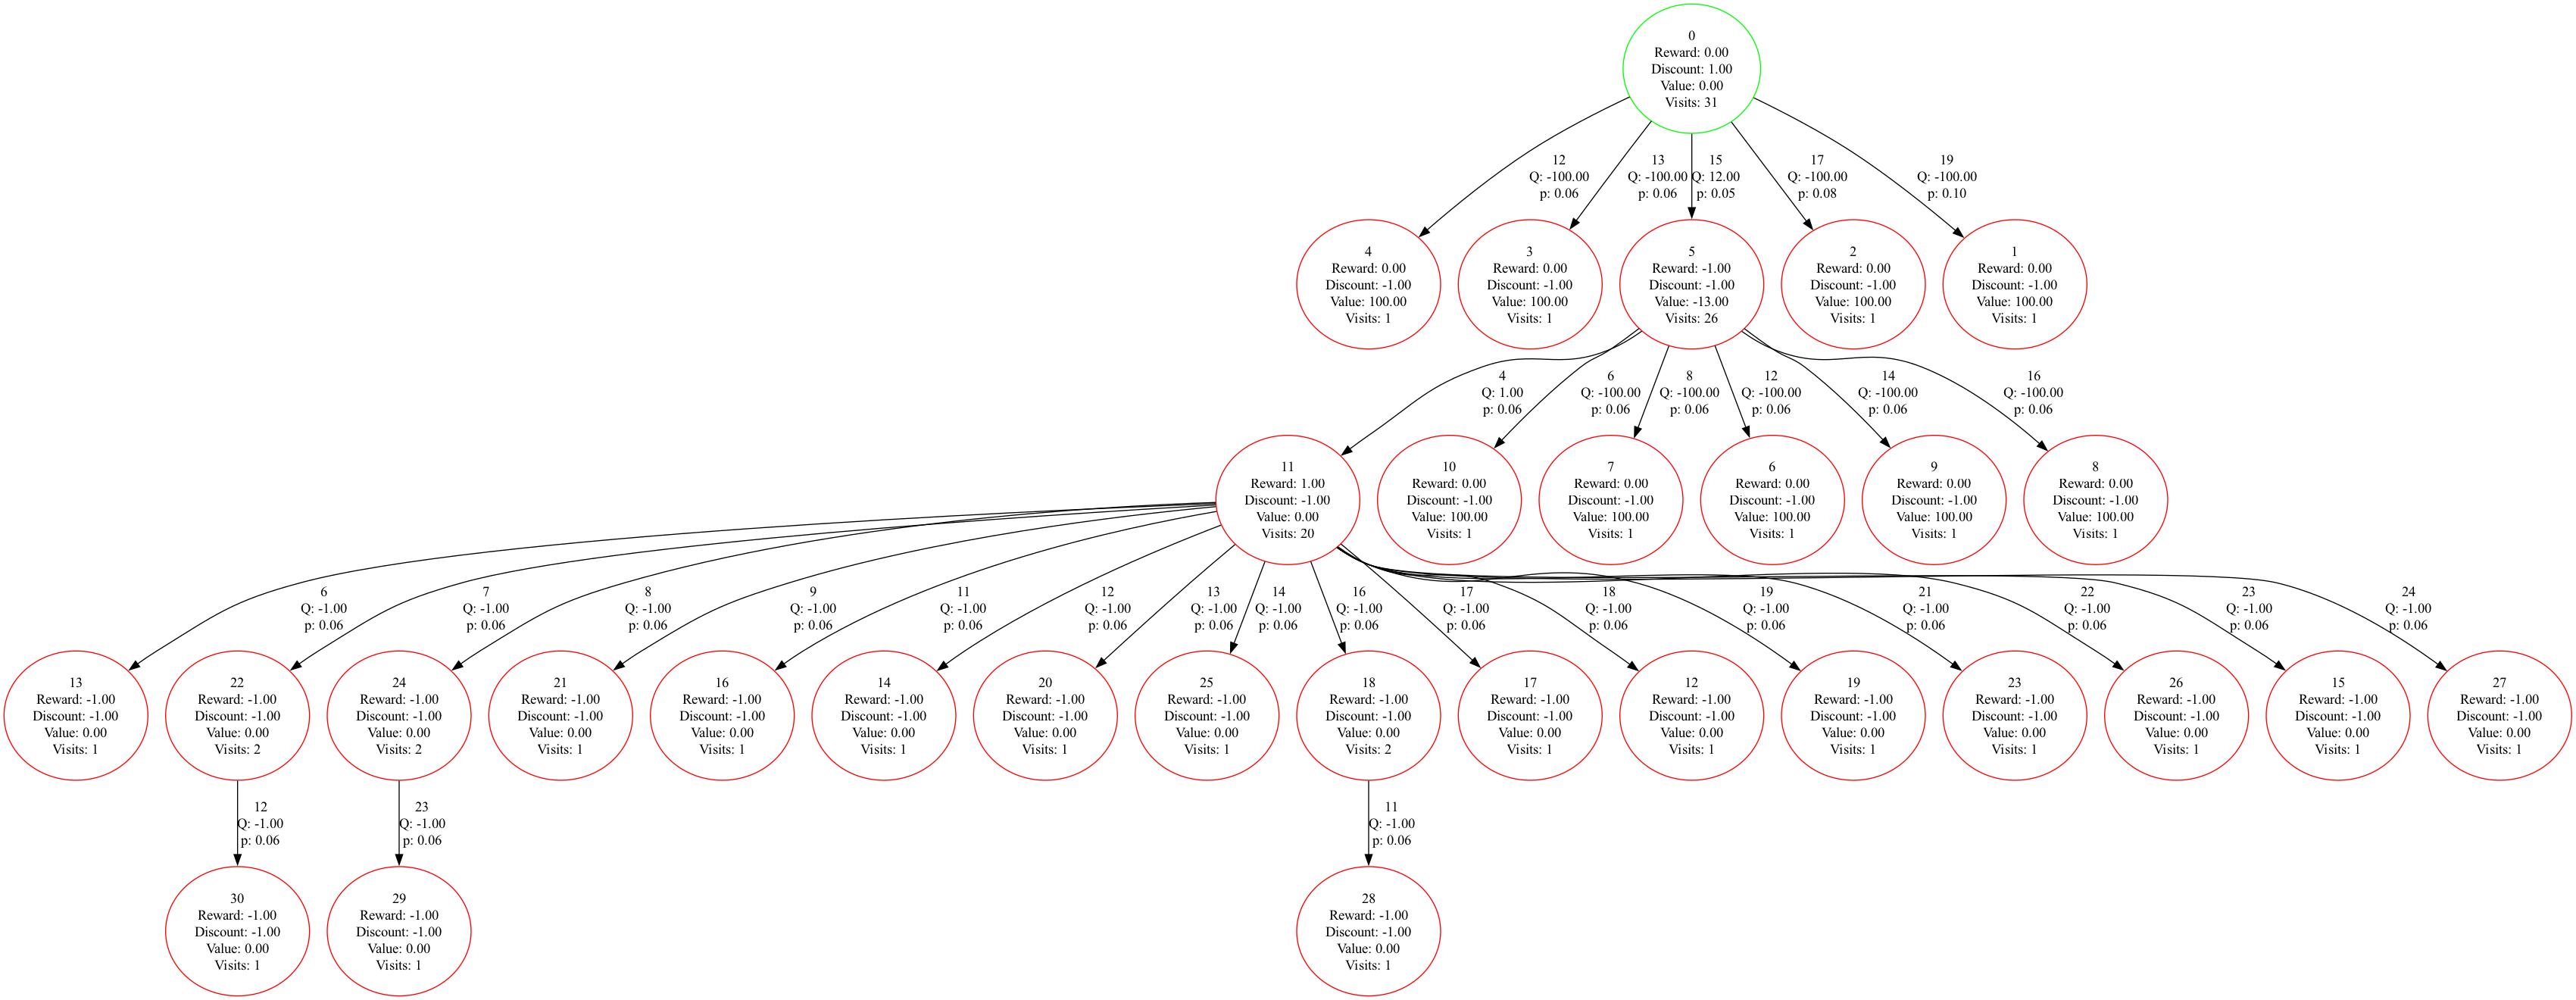 0
Reward: 0.00
Discount: 1.00
Value: 0.00
Visits: 31
12
Q: -100.00
p: 0.06
13
Q: -100.00
p: 0.06
15
Q: 12.00
p: 0.05
17
Q: -100.00
p: 0.08
19
Q: -100.00
p: 0.10
4
Reward: 0.00
Discount: -1.00
Value: 100.00
Visits: 1
3
Reward: 0.00
Discount: -1.00
Value: 100.00
Visits: 1
5
Reward: -1.00
Discount: -1.00
Value: -13.00
Visits: 26
2
Reward: 0.00
Discount: -1.00
Value: 100.00
Visits: 1
1
Reward: 0.00
Discount: -1.00
Value: 100.00
Visits: 1
4
Q: 1.00
p: 0.06
6
Q: -100.00
p: 0.06
8
Q: -100.00
p: 0.06
12
Q: -100.00
p: 0.06
14
Q: -100.00
p: 0.06
16
Q: -100.00
p: 0.06
11
Reward: 1.00
Discount: -1.00
Value: 0.00
Visits: 20
10
Reward: 0.00
Discount: -1.00
Value: 100.00
Visits: 1
7
Reward: 0.00
Discount: -1.00
Value: 100.00
Visits: 1
6
Reward: 0.00
Discount: -1.00
Value: 100.00
Visits: 1
9
Reward: 0.00
Discount: -1.00
Value: 100.00
Visits: 1
8
Reward: 0.00
Discount: -1.00
Value: 100.00
Visits: 1
6
Q: -1.00
p: 0.06
7
Q: -1.00
p: 0.06
8
Q: -1.00
p: 0.06
9
Q: -1.00
p: 0.06
11
Q: -1.00
p: 0.06
12
Q: -1.00
p: 0.06
13
Q: -1.00
p: 0.06
14
Q: -1.00
p: 0.06
16
Q: -1.00
p: 0.06
17
Q: -1.00
p: 0.06
18
Q: -1.00
p: 0.06
19
Q: -1.00
p: 0.06
21
Q: -1.00
p: 0.06
22
Q: -1.00
p: 0.06
23
Q: -1.00
p: 0.06
24
Q: -1.00
p: 0.06
13
Reward: -1.00
Discount: -1.00
Value: 0.00
Visits: 1
22
Reward: -1.00
Discount: -1.00
Value: 0.00
Visits: 2
24
Reward: -1.00
Discount: -1.00
Value: 0.00
Visits: 2
21
Reward: -1.00
Discount: -1.00
Value: 0.00
Visits: 1
16
Reward: -1.00
Discount: -1.00
Value: 0.00
Visits: 1
14
Reward: -1.00
Discount: -1.00
Value: 0.00
Visits: 1
20
Reward: -1.00
Discount: -1.00
Value: 0.00
Visits: 1
25
Reward: -1.00
Discount: -1.00
Value: 0.00
Visits: 1
18
Reward: -1.00
Discount: -1.00
Value: 0.00
Visits: 2
17
Reward: -1.00
Discount: -1.00
Value: 0.00
Visits: 1
12
Reward: -1.00
Discount: -1.00
Value: 0.00
Visits: 1
19
Reward: -1.00
Discount: -1.00
Value: 0.00
Visits: 1
23
Reward: -1.00
Discount: -1.00
Value: 0.00
Visits: 1
26
Reward: -1.00
Discount: -1.00
Value: 0.00
Visits: 1
15
Reward: -1.00
Discount: -1.00
Value: 0.00
Visits: 1
27
Reward: -1.00
Discount: -1.00
Value: 0.00
Visits: 1
12
Q: -1.00
p: 0.06
23
Q: -1.00
p: 0.06
11
Q: -1.00
p: 0.06
30
Reward: -1.00
Discount: -1.00
Value: 0.00
Visits: 1
29
Reward: -1.00
Discount: -1.00
Value: 0.00
Visits: 1
28
Reward: -1.00
Discount: -1.00
Value: 0.00
Visits: 1